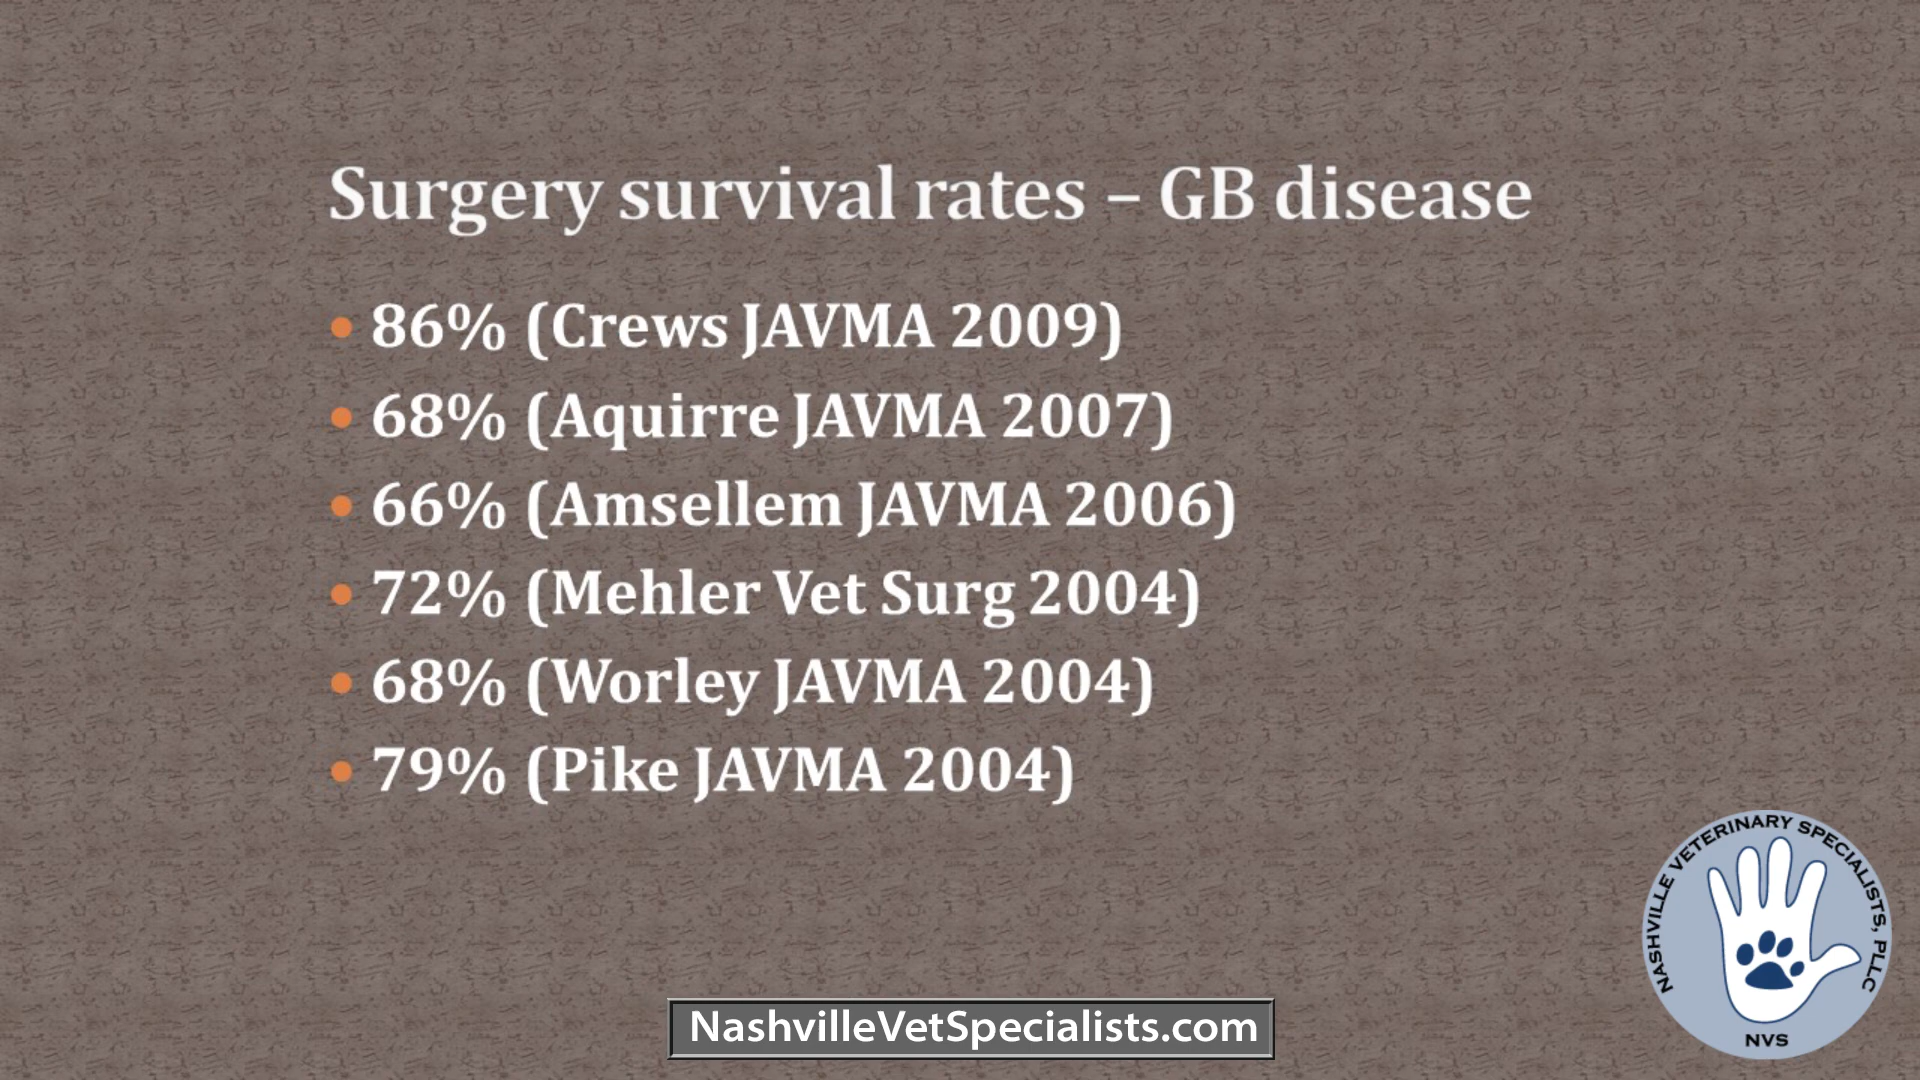 Surgery survival rates – GB disease
• 86% (Crews JAVMA 2009)
• 68% (Aquirre JAVMA 2007)
• 66% (Amsellem JAVMA 2006)
• 72% (Mehler Vet Surg 2004)
• 68% (Worley JAVMA 2004)
• 79% (Pike JAVMA 2004)
NASHVILLE VETERINARY SPECIALISTS, PLLC
NVS
NashvilleVetSpecialists.com